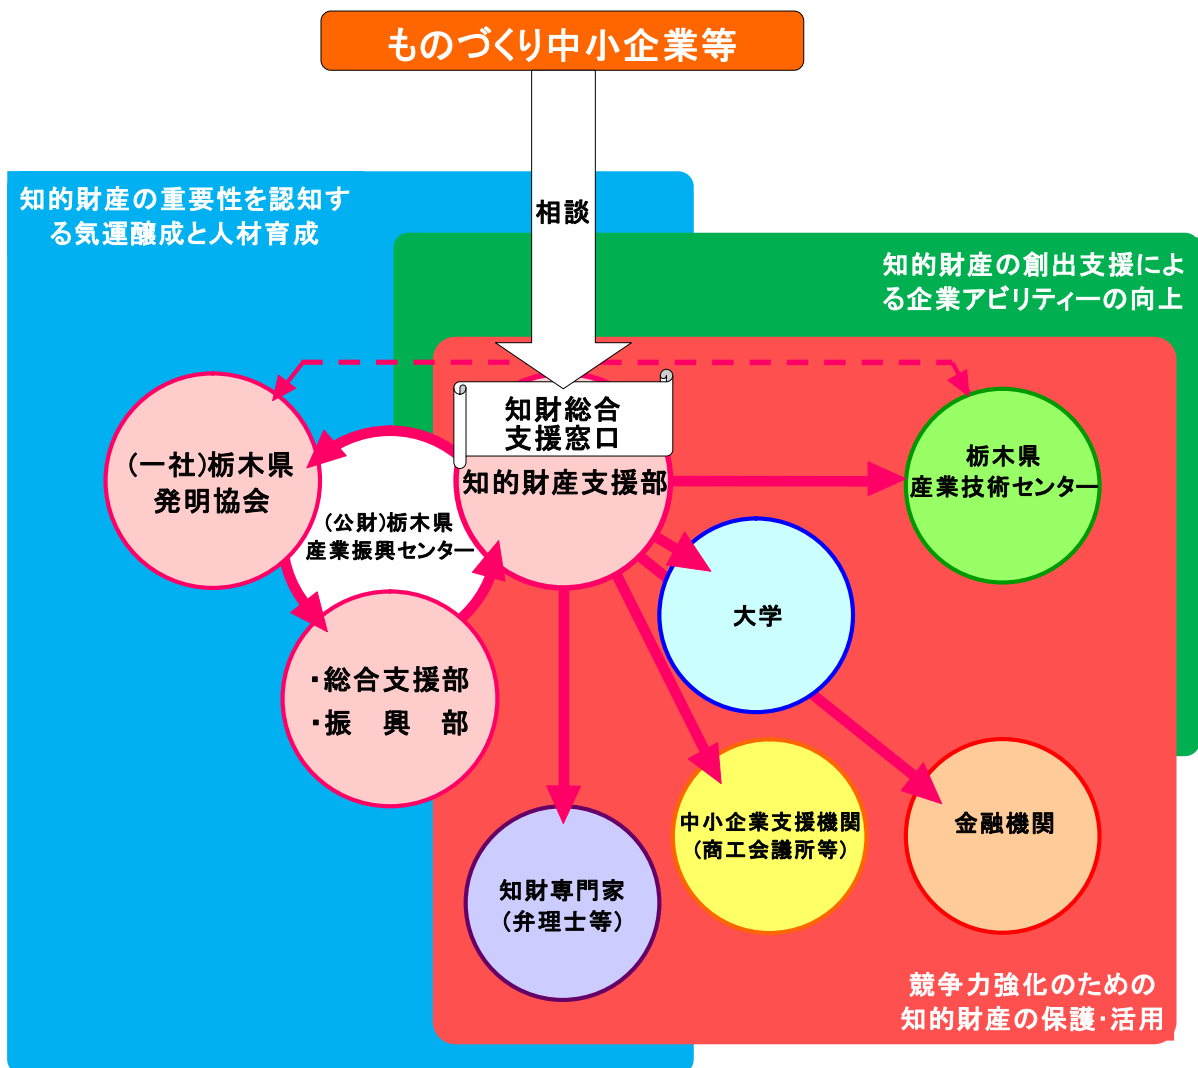 ものづくり中小企業等
相談
知的財産の重要性を認知す
る気運醸成と人材育成
知的財産の創出支援によ
る企業アビリティーの向上
知財総合
支援窓口
知的財産支援部
(一社)栃木県
発明協会
(公財)栃木県
産業振興センター
・総合支援部
・振　興　部
栃木県
産業技術センター
大学
中小企業支援機関
(商工会議所等)
金融機関
知財専門家
(弁理士等)
競争力強化のための
知的財産の保護・活用